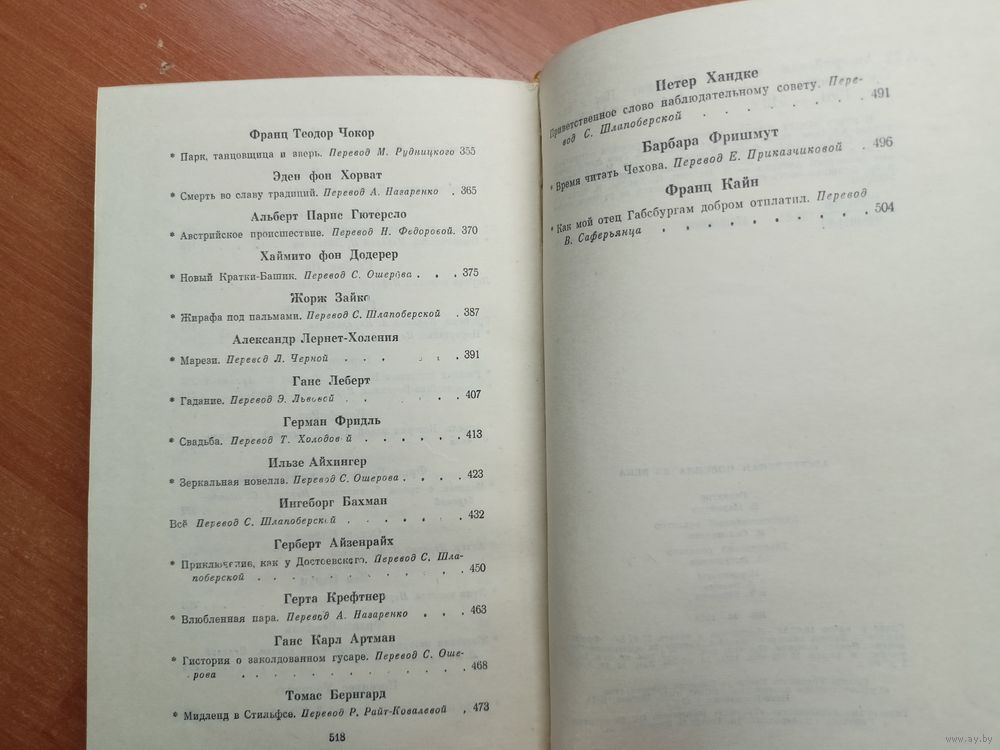 Франц Теодор Чокор
* Парк, танцовщица и зверь. Перевод М. Рудницкого 355
Эден фон Хорват
* Смерть во славу традиций. Перевод А. Назаренко . 365
Альберт Парис Гютерсло
* Австрийское происшествие. Перевод Н. Федоровой. 370
Хаймито фон Додерер
* Новый Кратки-Башик. Перевод С. Ошерова . . . 375
Жорж Зайко
* Жирафа под пальмами. Перевод С. Шлапоберской . 387
Александр Лернет-Холения
* Марези. Перевод Л. Черной . . . . . . 391
Ганс Леберт
* Гадание. Перевод Э. Львовой . . . . . 407
Герман Фридль
* Свадьба. Перевод Т. Холодовой . . . . . . 413
Ильзе Айхингер
* Зеркальная новелла. Перевод С. Ошерова . . . . 423
Ингеборг Бахман
Всё Перевод С. Шлапоберской . . . . . . . 432
Герберт Айзенрайх
* Приключение, как у Достоевского. Перевод С. Шла-
поберской . . . . . . . . . . . 450
Герта Крефтнер
* Влюбленная пара. Перевод А. Назаренко . . . 463
Ганс Карл Артман
* Гистория о заколдованном гусаре. Перевод С. Оше-
рова . . . . . . . . . . . . 468
Томас Бернгард
* Мидленд в Стильфсе. Перевод Р. Райт-Ковалевой . 473
518
Петер Хандке
Приветственное слово наблюдательному совету. Пере-
вод С. Шлапоберской . . . . . . . 491
Барбара Фришмут
* Время читать Чехова. Перевод Е. Приказчиковой . 496
Франц Кайн
* Как мой отец Габсбургам добром отплатил. Перевод
В. Саферьянца . . . . . . . . . 504
www.ay.by